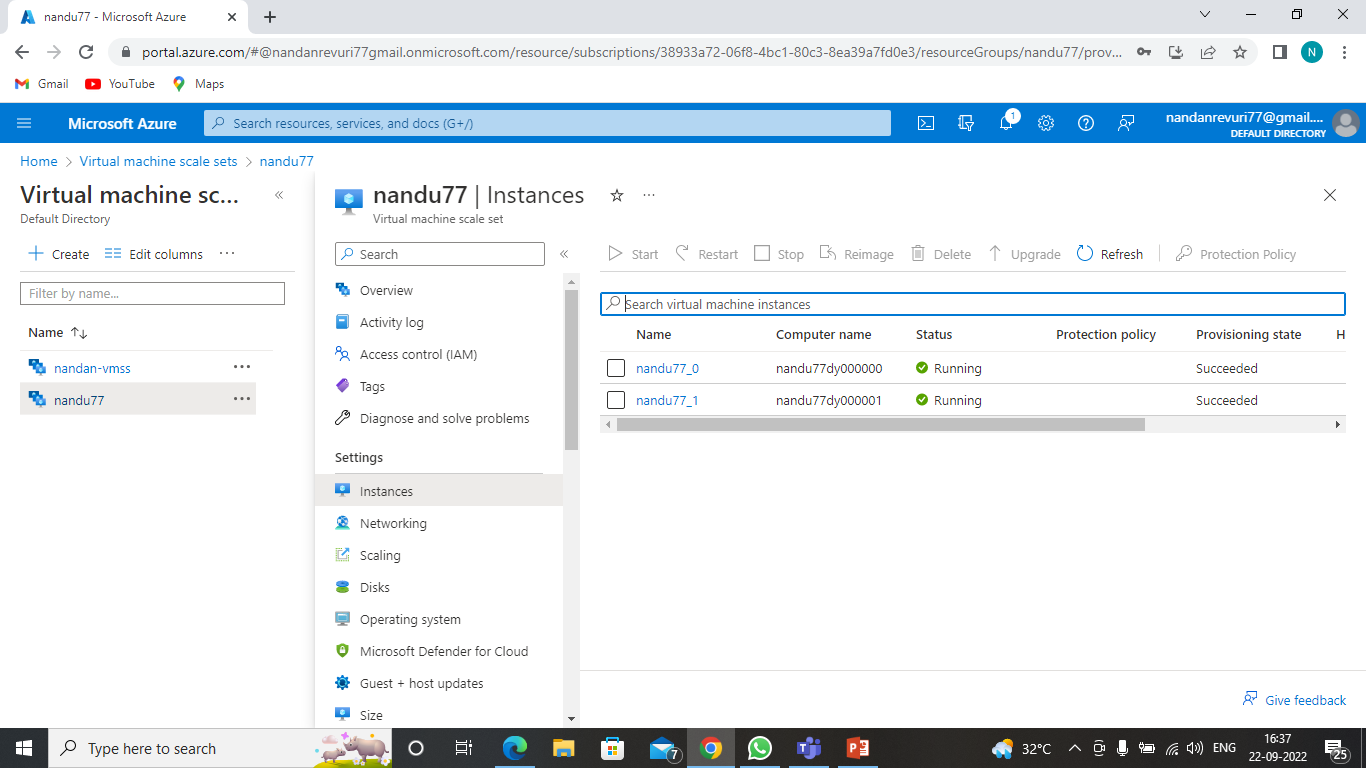 nandu77 - Microsoft Azure
portal.azure.com/#@nandanrevuri77gmail.onmicrosoft.com/resource/subscriptions/38933a72-06f8-4bc1-80c3-8ea39a7fd0e3/resourceGroups/nandu77/prov...
N
Gmail YouTube Maps
Microsoft Azure
Search resources, services, and docs (G+/)
1
nandanrevuri77@gmail....
DEFAULT DIRECTORY
Home > Virtual machine scale sets > nandu77
Virtual machine sc... «
Default Directory
+ Create Edit columns ...
Filter by name...
Name ↑↓
nandan-vmss ...
nandu77 ...
nandu77 | Instances ...
Virtual machine scale set
Search «
Overview
Activity log
Access control (IAM)
Tags
Diagnose and solve problems
Settings
Instances
Networking
Scaling
Disks
Operating system
Microsoft Defender for Cloud
Guest + host updates
Size
Start Restart Stop Reimage Delete Upgrade Refresh Protection Policy
Search virtual machine instances
Name Computer name Status Protection policy Provisioning state H
nandu77_0 nandu77dy000000 Running Succeeded
nandu77_1 nandu77dy000001 Running Succeeded
Give feedback
Type here to search
7
32°C
ENG
16:37
22-09-2022
25